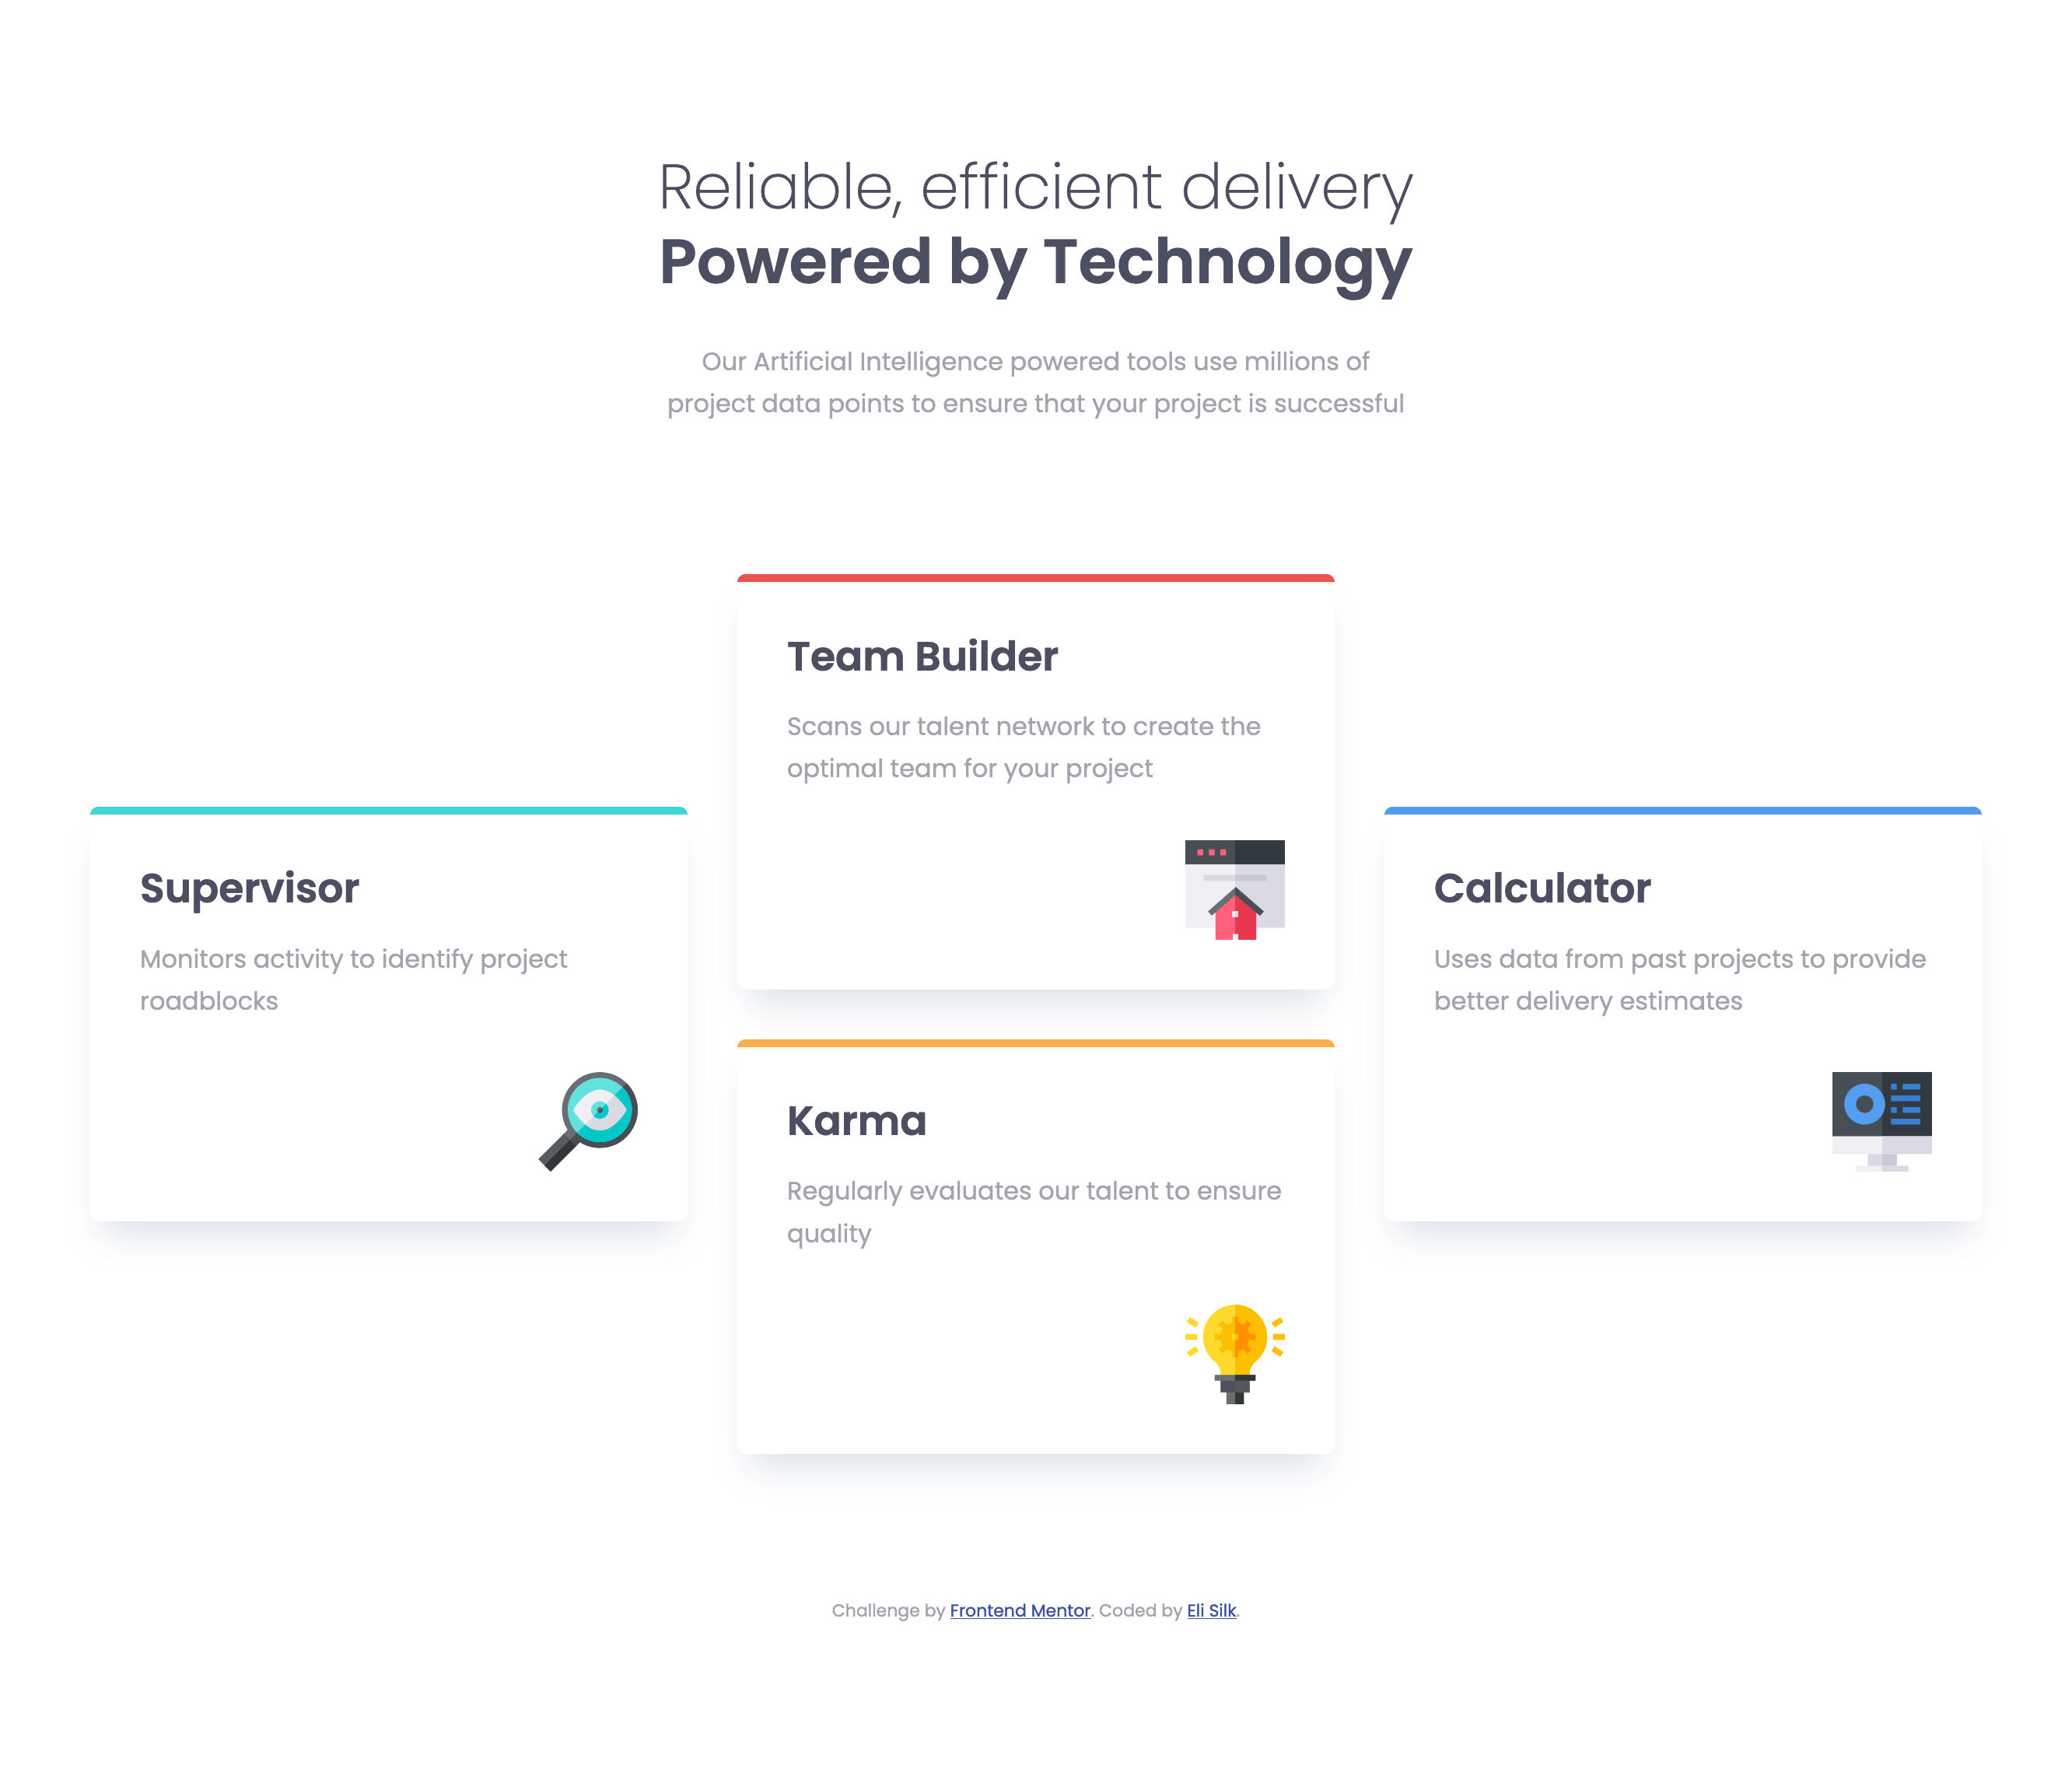 Reliable, efficient delivery
Powered by Technology
Our Artificial Intelligence powered tools use millions of
project data points to ensure that your project is successful
Supervisor
Monitors activity to identify project
roadblocks
Team Builder
Scans our talent network to create the
optimal team for your project
Karma
Regularly evaluates our talent to ensure
quality
Calculator
Uses data from past projects to provide
better delivery estimates
Challenge by Frontend Mentor. Coded by Eli Silk.